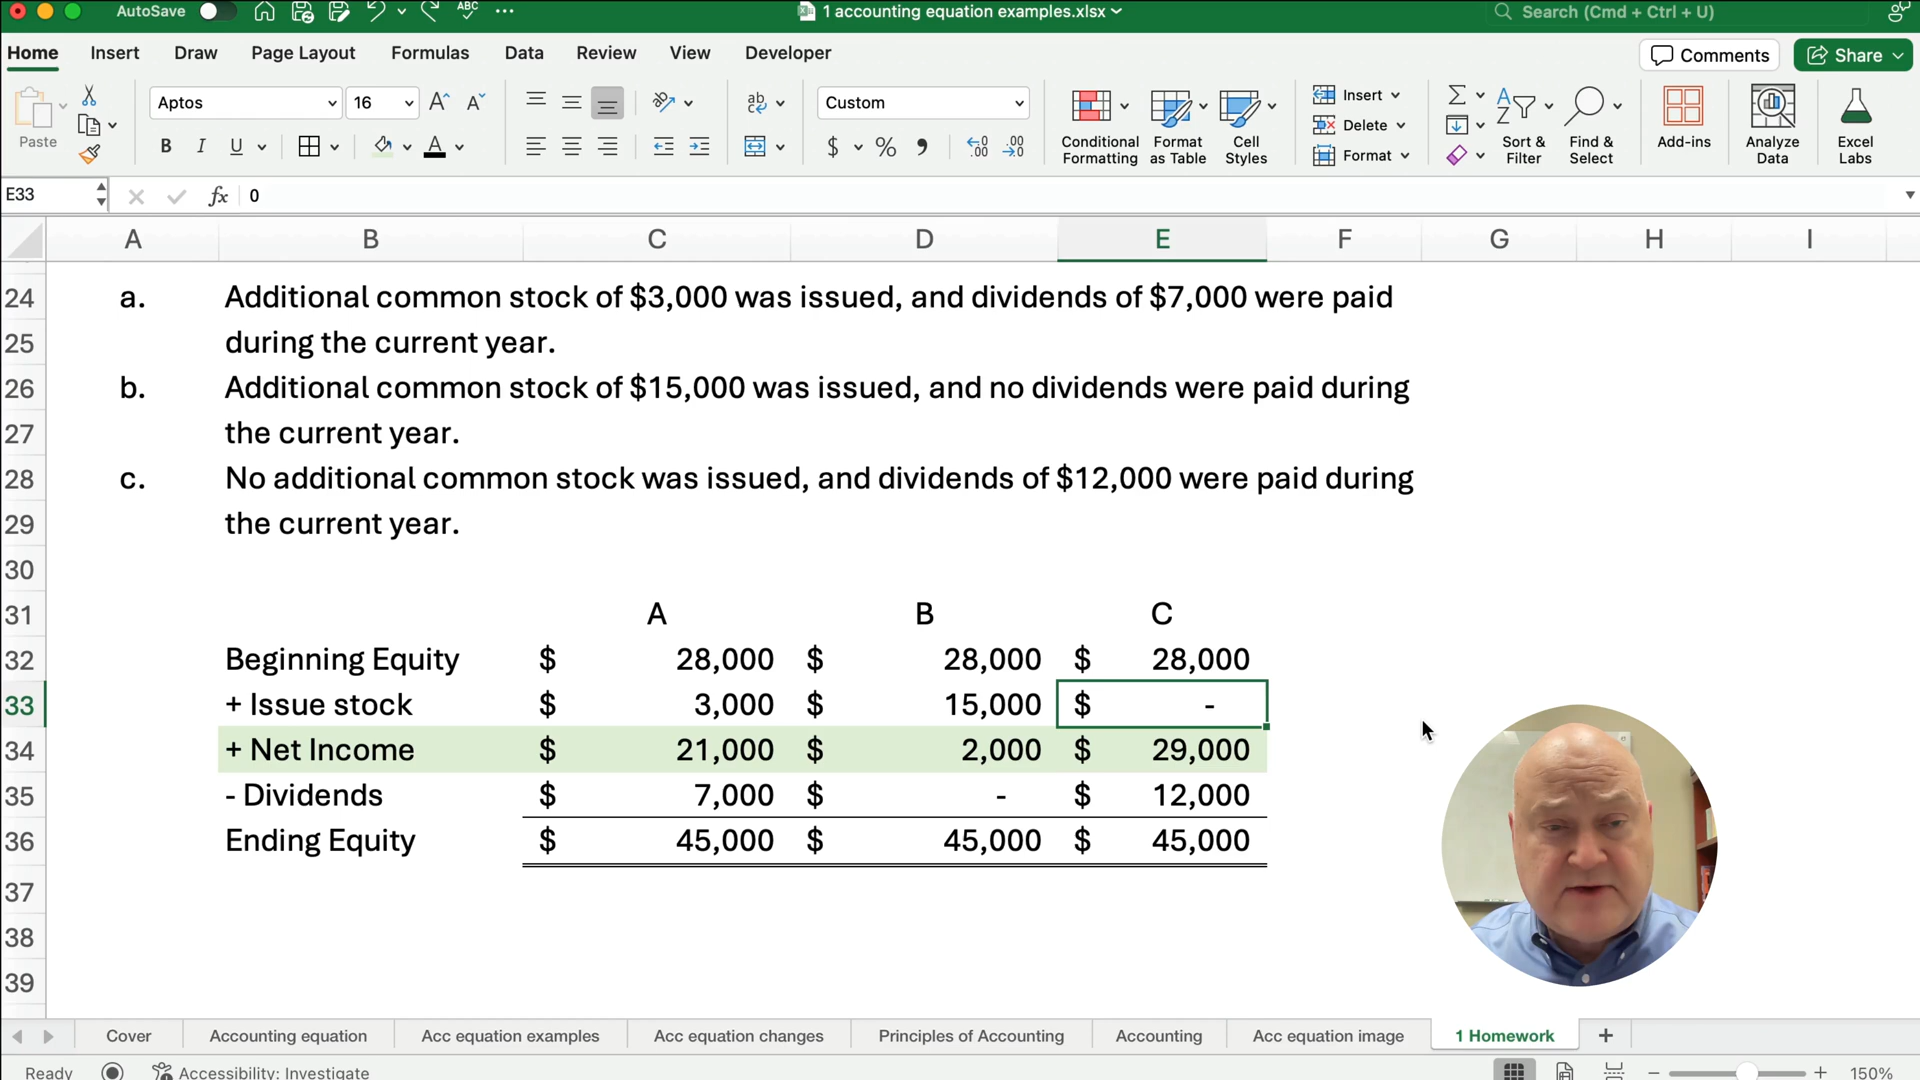 AutoSave
ABC
1 accounting equation examples.xlsx
Search (Cmd + Ctrl + U)
Home Insert Draw Page Layout Formulas Data Review View Developer
Comments Share
Paste
Aptos 16
Custom
B I U A
$ % 9
Conditional Formatting
Format as Table
Cell Styles
Insert
Delete
Format
Sort & Filter
Find & Select
Add-ins
Analyze Data
Excel Labs
E33 fx 0
A B C D E F G H I
24 a. Additional common stock of $3,000 was issued, and dividends of $7,000 were paid
25 during the current year.
26 b. Additional common stock of $15,000 was issued, and no dividends were paid during
27 the current year.
28 c. No additional common stock was issued, and dividends of $12,000 were paid during
29 the current year.
30
31 A B C
32 Beginning Equity $ 28,000 $ 28,000 $ 28,000
33 + Issue stock $ 3,000 $ 15,000 $ -
34 + Net Income $ 21,000 $ 2,000 $ 29,000
35 - Dividends $ 7,000 $ - $ 12,000
36 Ending Equity $ 45,000 $ 45,000 $ 45,000
37
38
39
Cover Accounting equation Acc equation examples Acc equation changes Principles of Accounting Accounting Acc equation image 1 Homework +
Ready Accessibility: Investigate
150%